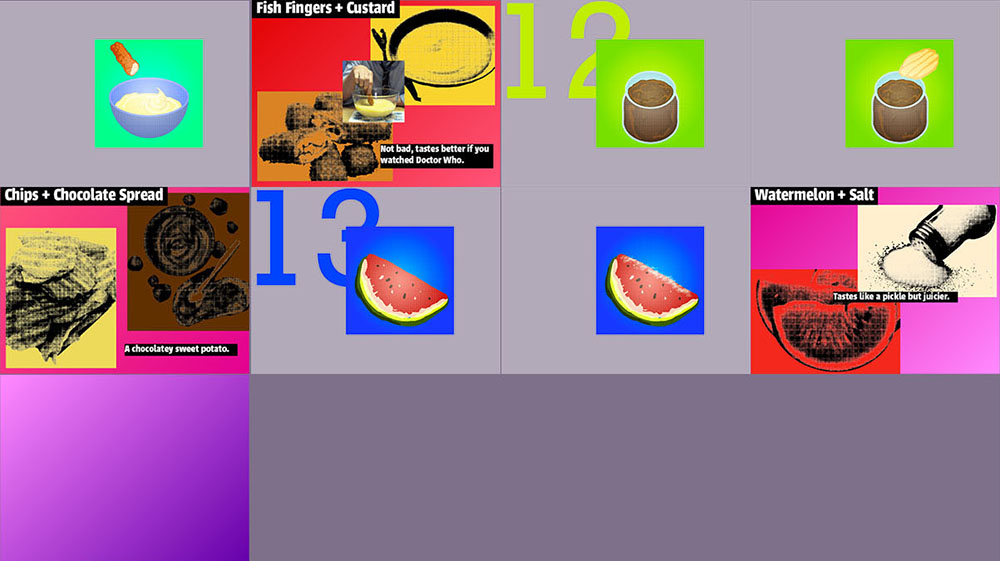 Fish Fingers + Custard
Not bad, tastes better if you
watched Doctor Who.
12
Chips + Chocolate Spread
A chocolatey sweet potato.
13
Watermelon + Salt
Tastes like a pickle but juicier.